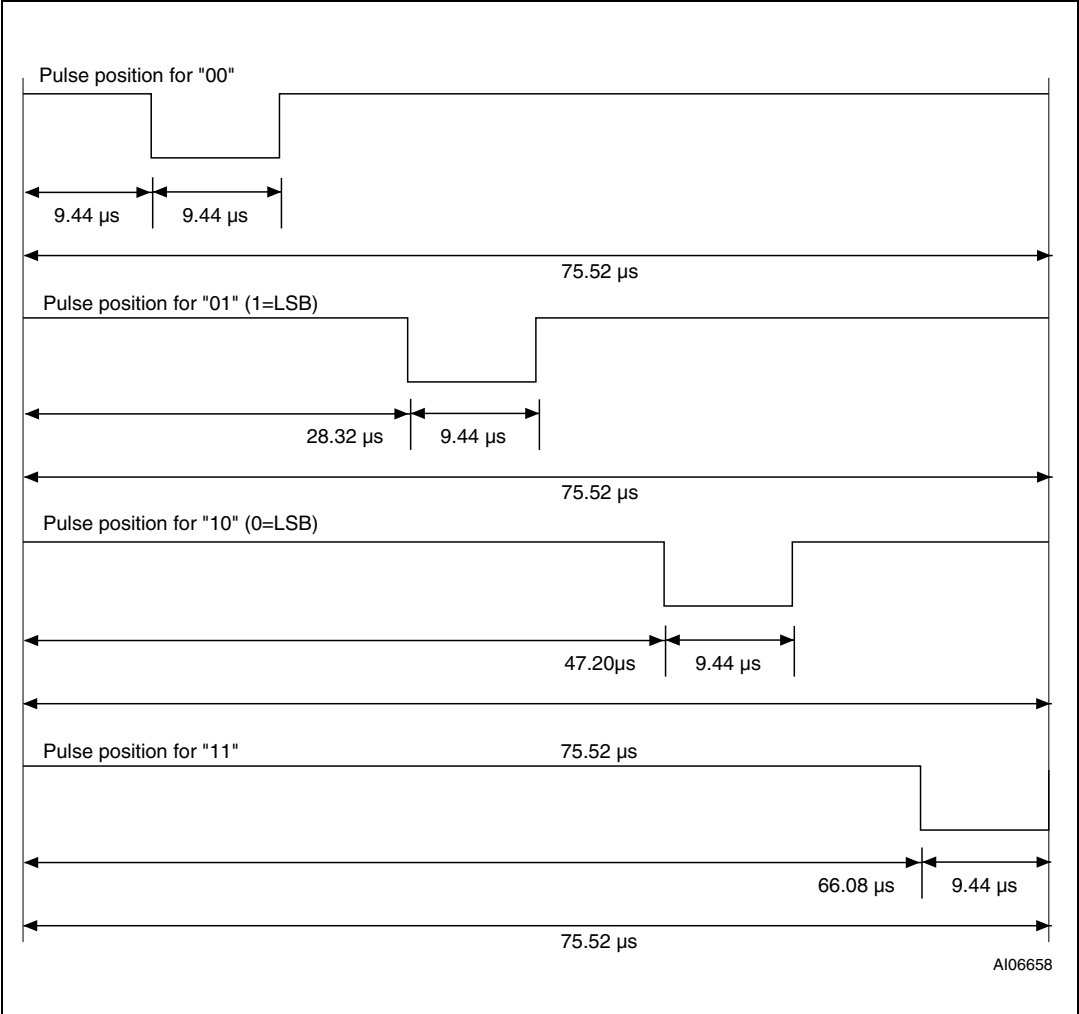 Pulse position for "00"
9.44 µs 9.44 µs
75.52 µs
Pulse position for "01" (1=LSB)
28.32 µs 9.44 µs
75.52 µs
Pulse position for "10" (0=LSB)
47.20µs 9.44 µs
Pulse position for "11" 75.52 µs
66.08 µs 9.44 µs
75.52 µs
AI06658